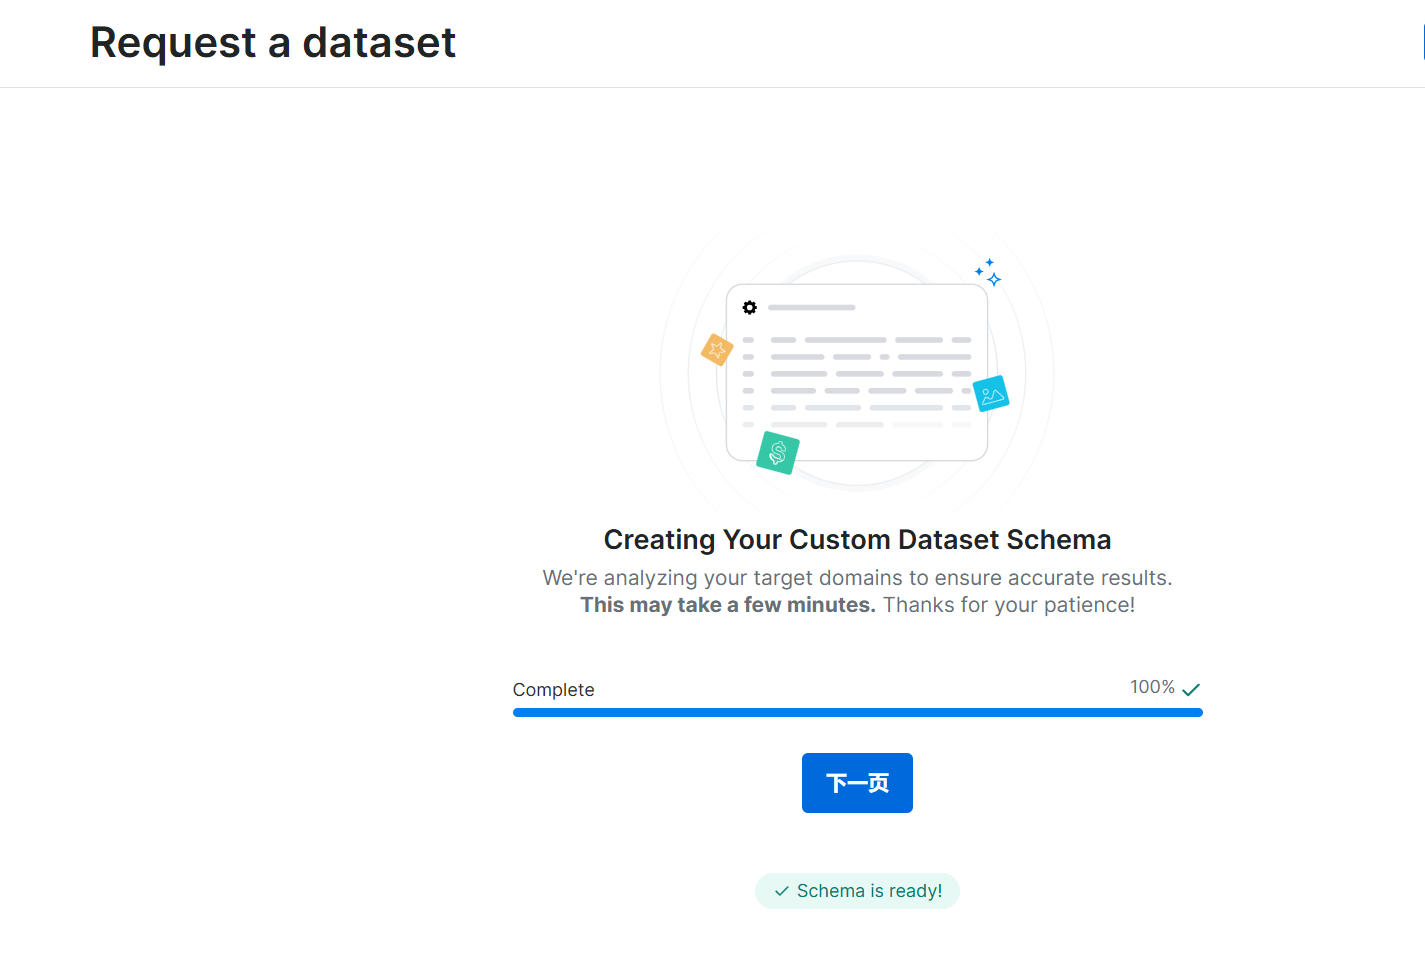 Request a dataset
Creating Your Custom Dataset Schema
We're analyzing your target domains to ensure accurate results.
This may take a few minutes. Thanks for your patience!
Complete 100%
下一页
Schema is ready!